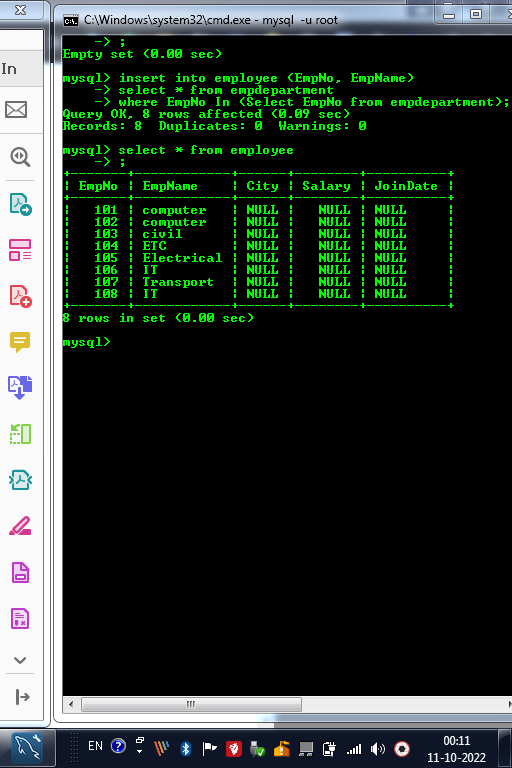 C:\Windows\system32\cmd.exe - mysql -u root
In
-> ;
Empty set (0.00 sec)
mysql> insert into employee (EmpNo, EmpName)
-> select * from empdepartment
-> where EmpNo In (Select EmpNo from empdepartment);
Query OK, 8 rows affected (0.09 sec)
Records: 8  Duplicates: 0  Warnings: 0
mysql> select * from employee
-> ;
+-------+------------+------+--------+----------+
| EmpNo | EmpName    | City | Salary | JoinDate |
+-------+------------+------+--------+----------+
|   101 | computer   | NULL |   NULL | NULL     |
|   102 | computer   | NULL |   NULL | NULL     |
|   103 | civil      | NULL |   NULL | NULL     |
|   104 | ETC        | NULL |   NULL | NULL     |
|   105 | Electrical | NULL |   NULL | NULL     |
|   106 | IT         | NULL |   NULL | NULL     |
|   107 | Transport  | NULL |   NULL | NULL     |
|   108 | IT         | NULL |   NULL | NULL     |
+-------+------------+------+--------+----------+
8 rows in set (0.00 sec)
mysql>
EN
00:11
11-10-2022